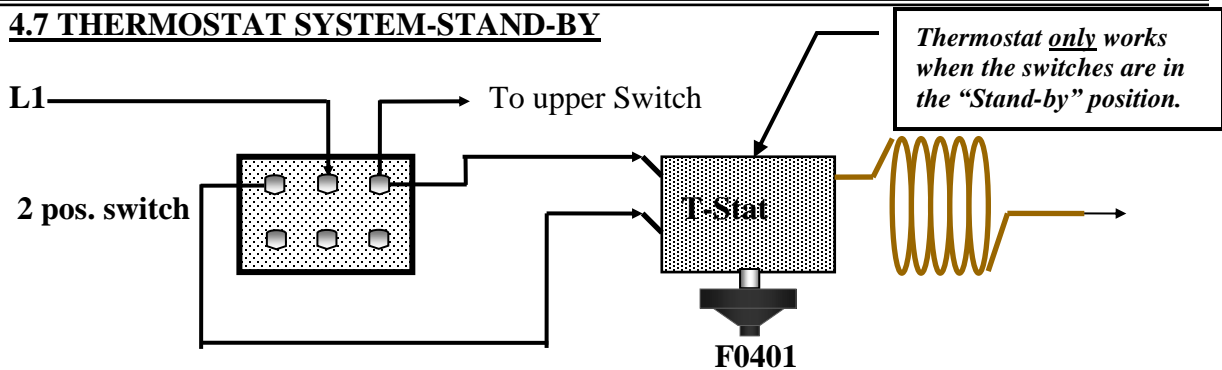 4.7 THERMOSTAT SYSTEM-STAND-BY
Thermostat only works
when the switches are in
the “Stand-by” position.
L1
To upper Switch
2 pos. switch
T-Stat
F0401